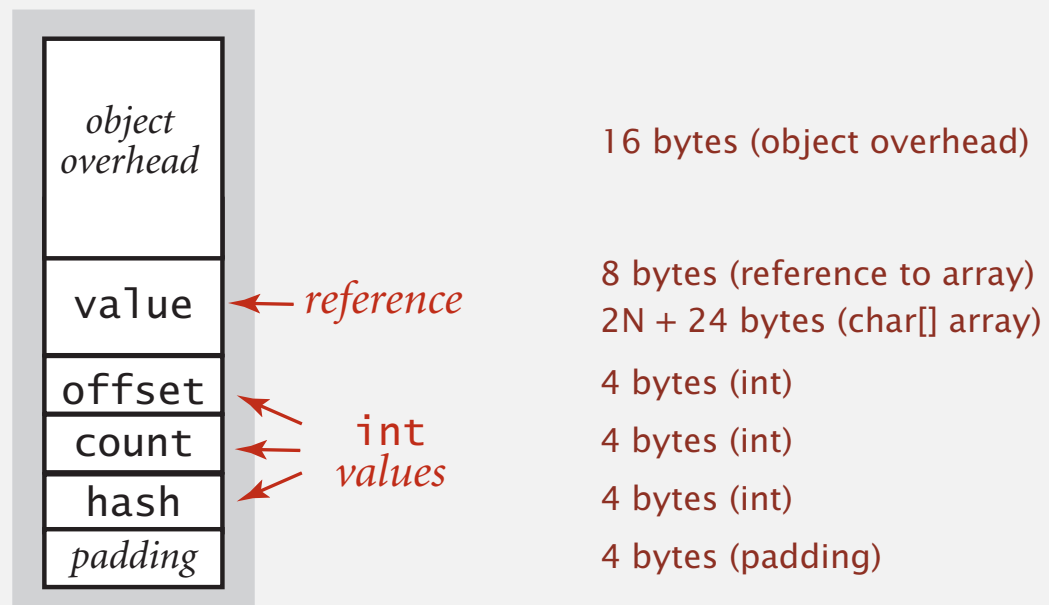 object
overhead
16 bytes (object overhead)
value
reference
8 bytes (reference to array)
2N + 24 bytes (char[] array)
offset
4 bytes (int)
count
int
values
4 bytes (int)
hash
4 bytes (int)
padding
4 bytes (padding)